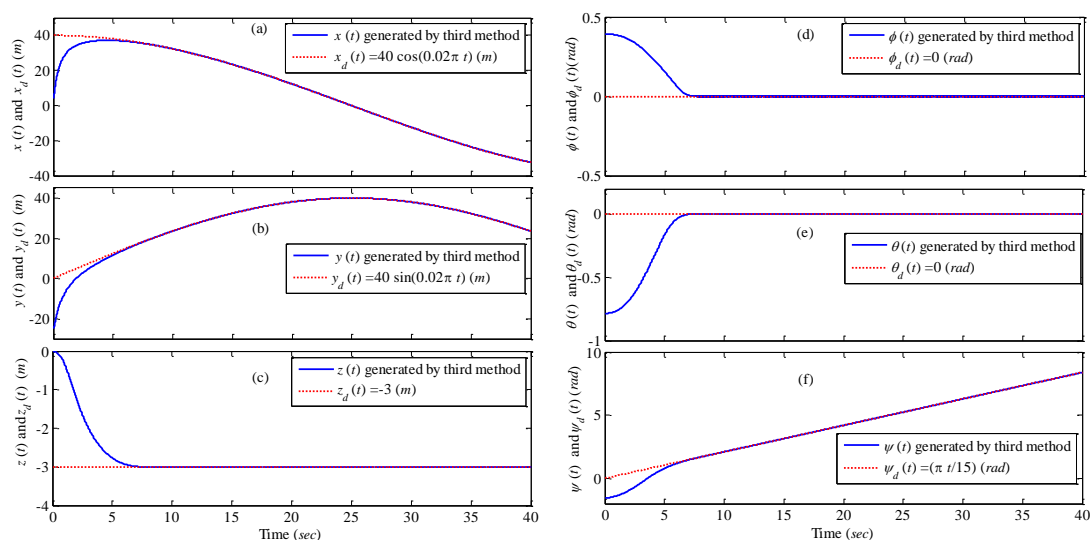 (a)
x (t) generated by third method
x_d (t) =40 cos(0.02π t) (m)
x (t) and x_d (t) (m)
40
20
0
-20
-40
(b)
y (t) generated by third method
y_d (t) =40 sin(0.02π t) (m)
y (t) and y_d (t) (m)
40
20
0
-20
(c)
z (t) generated by third method
z_d (t) =-3 (m)
z (t) and z_d (t) (m)
0
-1
-2
-3
-4
0 5 10 15 20 25 30 35 40
Time (sec)
(d)
ϕ (t) generated by third method
ϕ_d (t) =0 (rad)
ϕ (t) and ϕ_d (t)(rad)
0.5
0
-0.5
(e)
θ (t) generated by third method
θ_d (t) =0 (rad)
θ (t) and θ_d (t) (rad)
0
-0.5
-1
(f)
ψ (t) generated by third method
ψ_d (t) =(π t/15) (rad)
ψ (t) and ψ_d (t) (rad)
10
5
0
0 5 10 15 20 25 30 35 40
Time (sec)